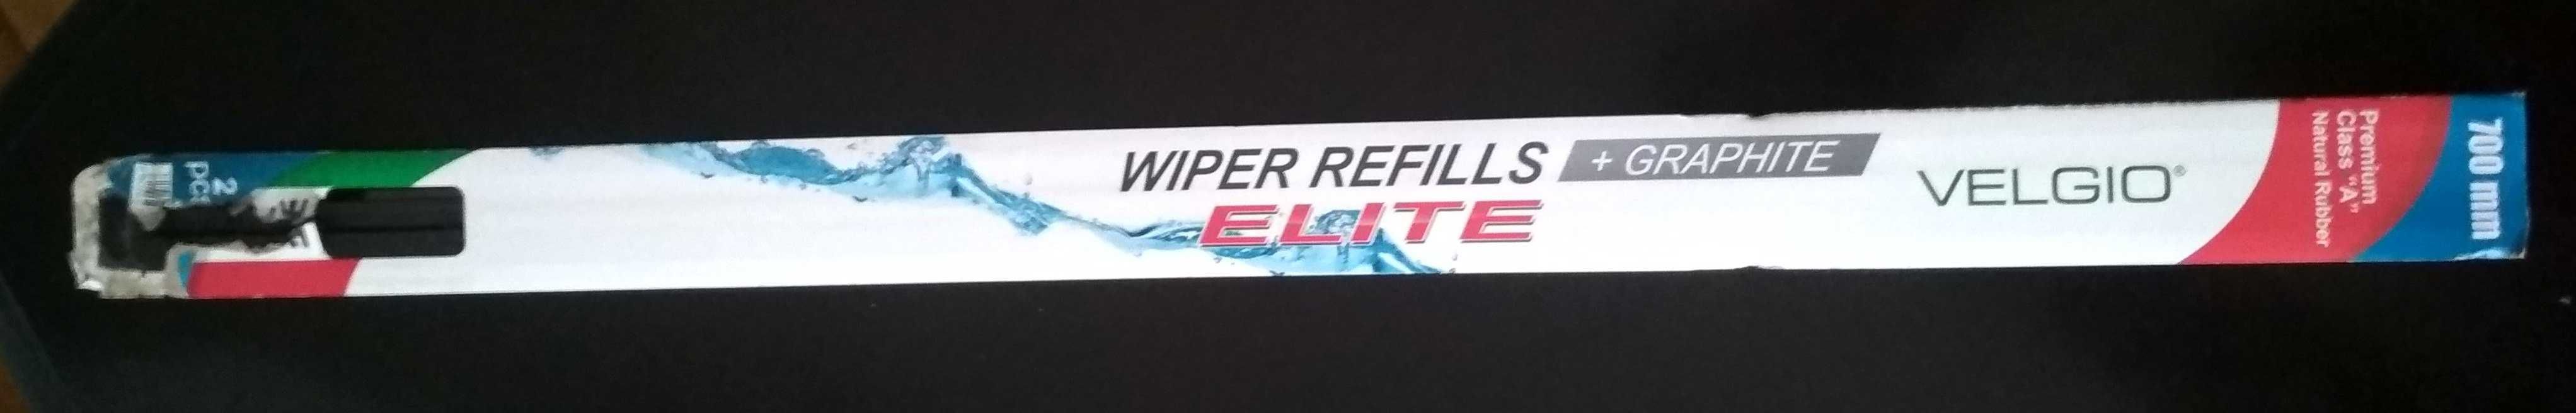 2
WIPER REFILLS + GRAPHITE
ELITE
VELGIO®
Premium
Class "A"
Natural Rubber
700 mm